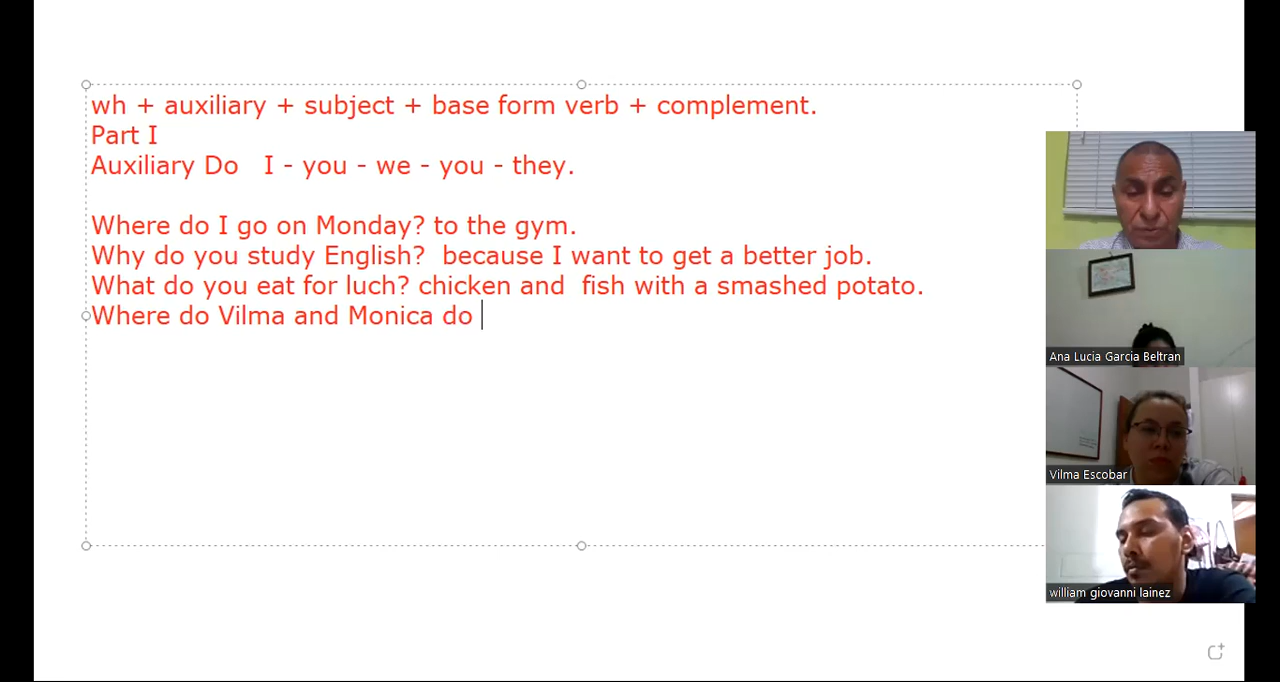 wh + auxiliary + subject + base form verb + complement.
Part I
Auxiliary Do I - you - we - you - they.
Where do I go on Monday? to the gym.
Why do you study English? because I want to get a better job.
What do you eat for luch? chicken and fish with a smashed potato.
Where do Vilma and Monica do
Ana Lucia Garcia Beltran
Vilma Escobar
william giovanni lainez